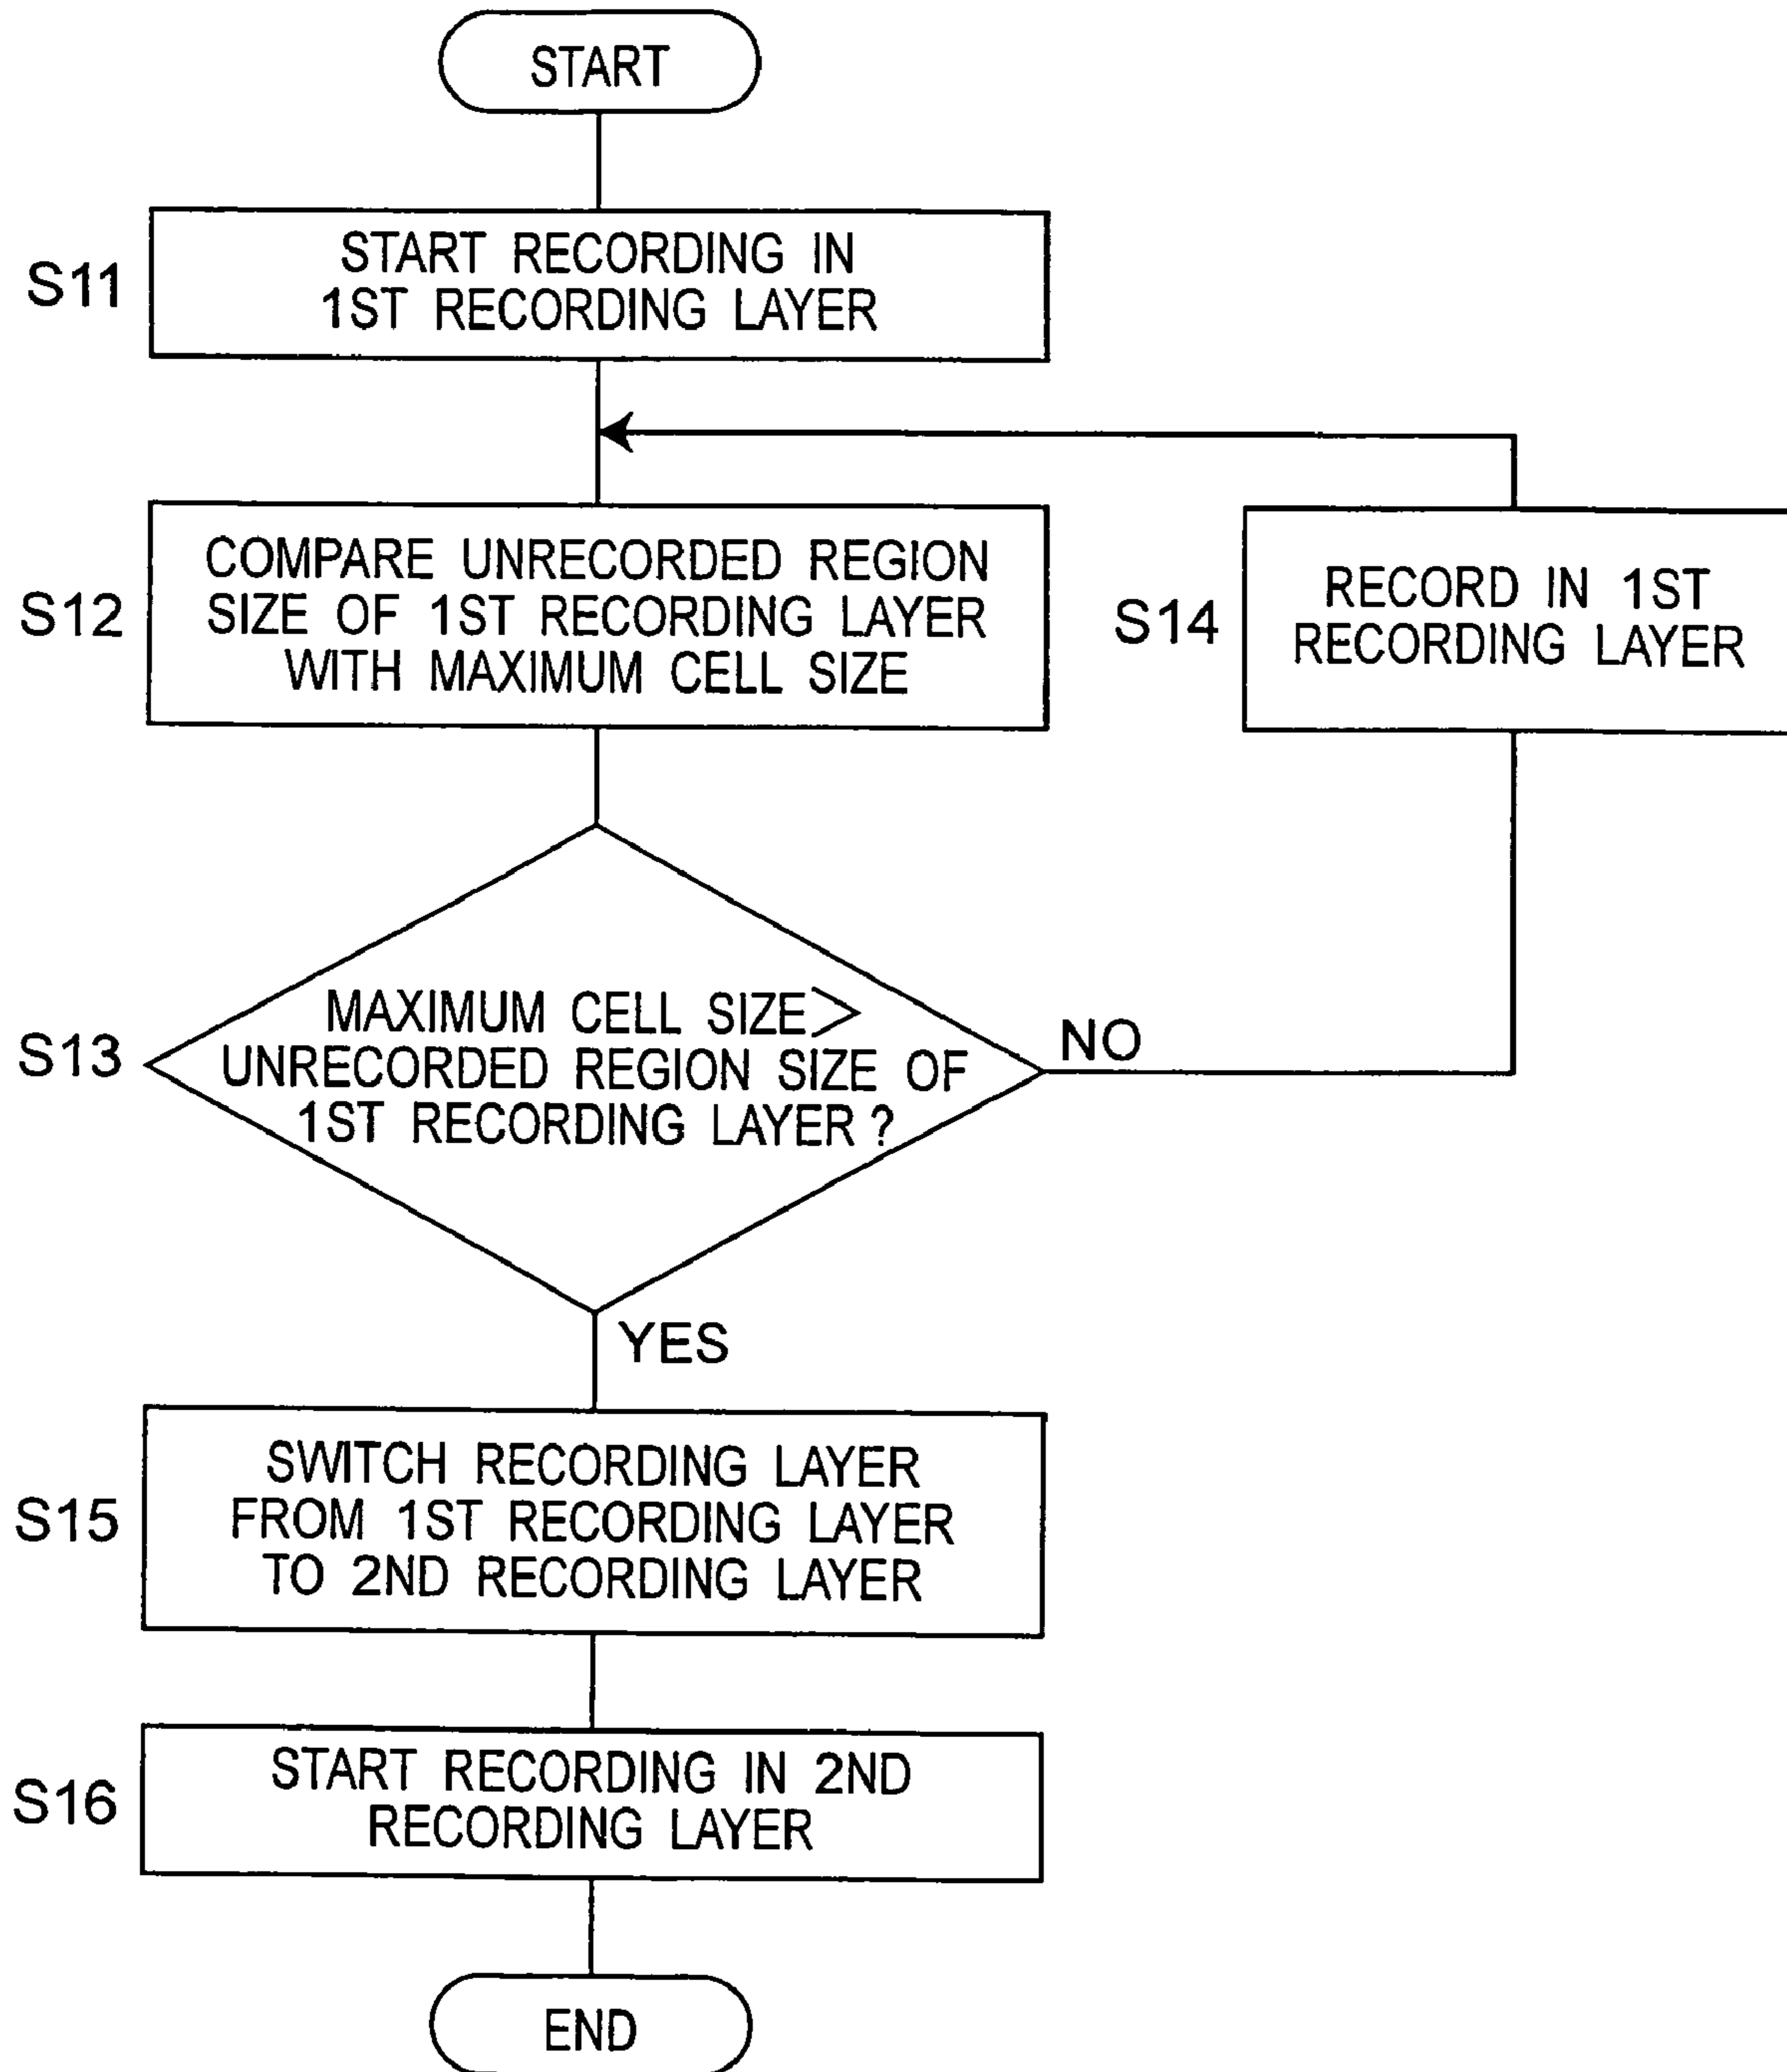 START
S11
START RECORDING IN
1ST RECORDING LAYER
S12
COMPARE UNRECORDED REGION
SIZE OF 1ST RECORDING LAYER
WITH MAXIMUM CELL SIZE
S14
RECORD IN 1ST
RECORDING LAYER
S13
MAXIMUM CELL SIZE>
UNRECORDED REGION SIZE OF
1ST RECORDING LAYER ?
NO
YES
S15
SWITCH RECORDING LAYER
FROM 1ST RECORDING LAYER
TO 2ND RECORDING LAYER
S16
START RECORDING IN 2ND
RECORDING LAYER
END